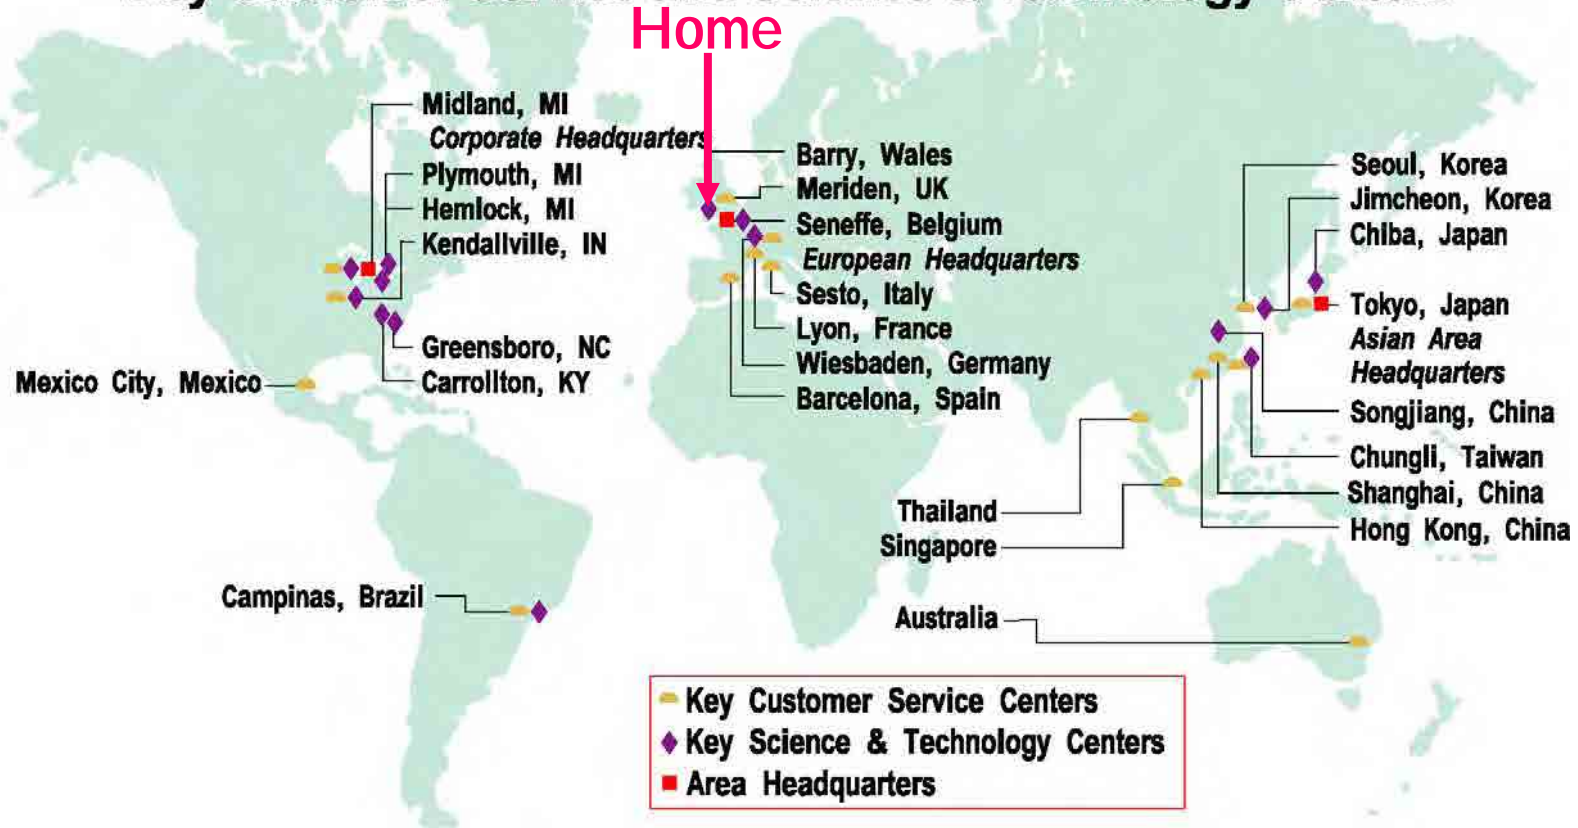 Home
Midland, MI
Corporate Headquarters
Plymouth, MI
Hemlock, MI
Kendallville, IN
Greensboro, NC
Carrollton, KY
Mexico City, Mexico
Campinas, Brazil
Barry, Wales
Meriden, UK
Seneffe, Belgium
European Headquarters
Sesto, Italy
Lyon, France
Wiesbaden, Germany
Barcelona, Spain
Seoul, Korea
Jimcheon, Korea
Chiba, Japan
Tokyo, Japan
Asian Area
Headquarters
Songjiang, China
Chungli, Taiwan
Shanghai, China
Hong Kong, China
Thailand
Singapore
Australia
Key Customer Service Centers
Key Science & Technology Centers
Area Headquarters